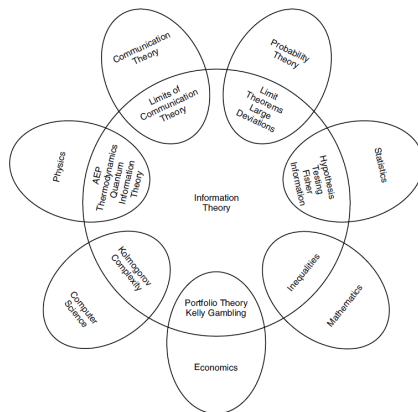 Communication
Theory
Limits of
Communication
Theory
Probability
Theory
Limit
Theorems
Large
Deviations
Physics
AEP
Thermodynamics
Quantum
Information
Theory
Information
Theory
Hypothesis
Testing
Fisher
Information
Statistics
Kolmogorov
Complexity
Computer
Science
Portfolio Theory
Kelly Gambling
Economics
Inequalities
Mathematics